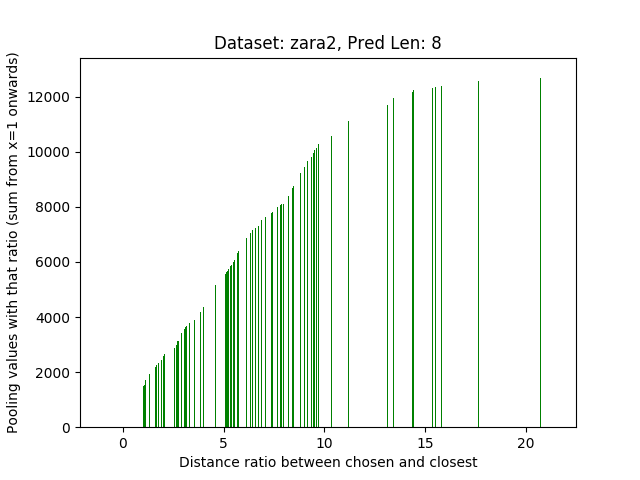 Dataset: zara2, Pred Len: 8
Pooling values with that ratio (sum from x=1 onwards)
12000
10000
8000
6000
4000
2000
0
0 5 10 15 20
Distance ratio between chosen and closest